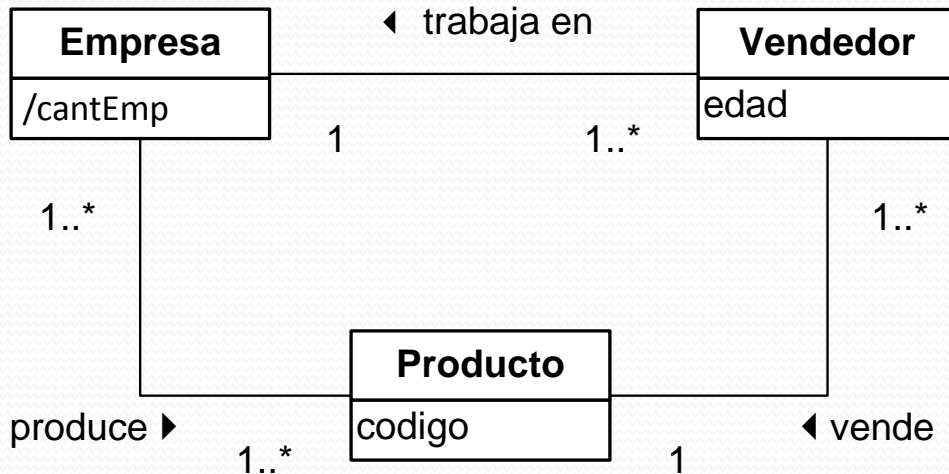 ◀ trabaja en
Empresa
/cantEmp
Vendedor
edad
1
1..*
1..*
1..*
Producto
codigo
produce ▶
1..*
1
◀ vende